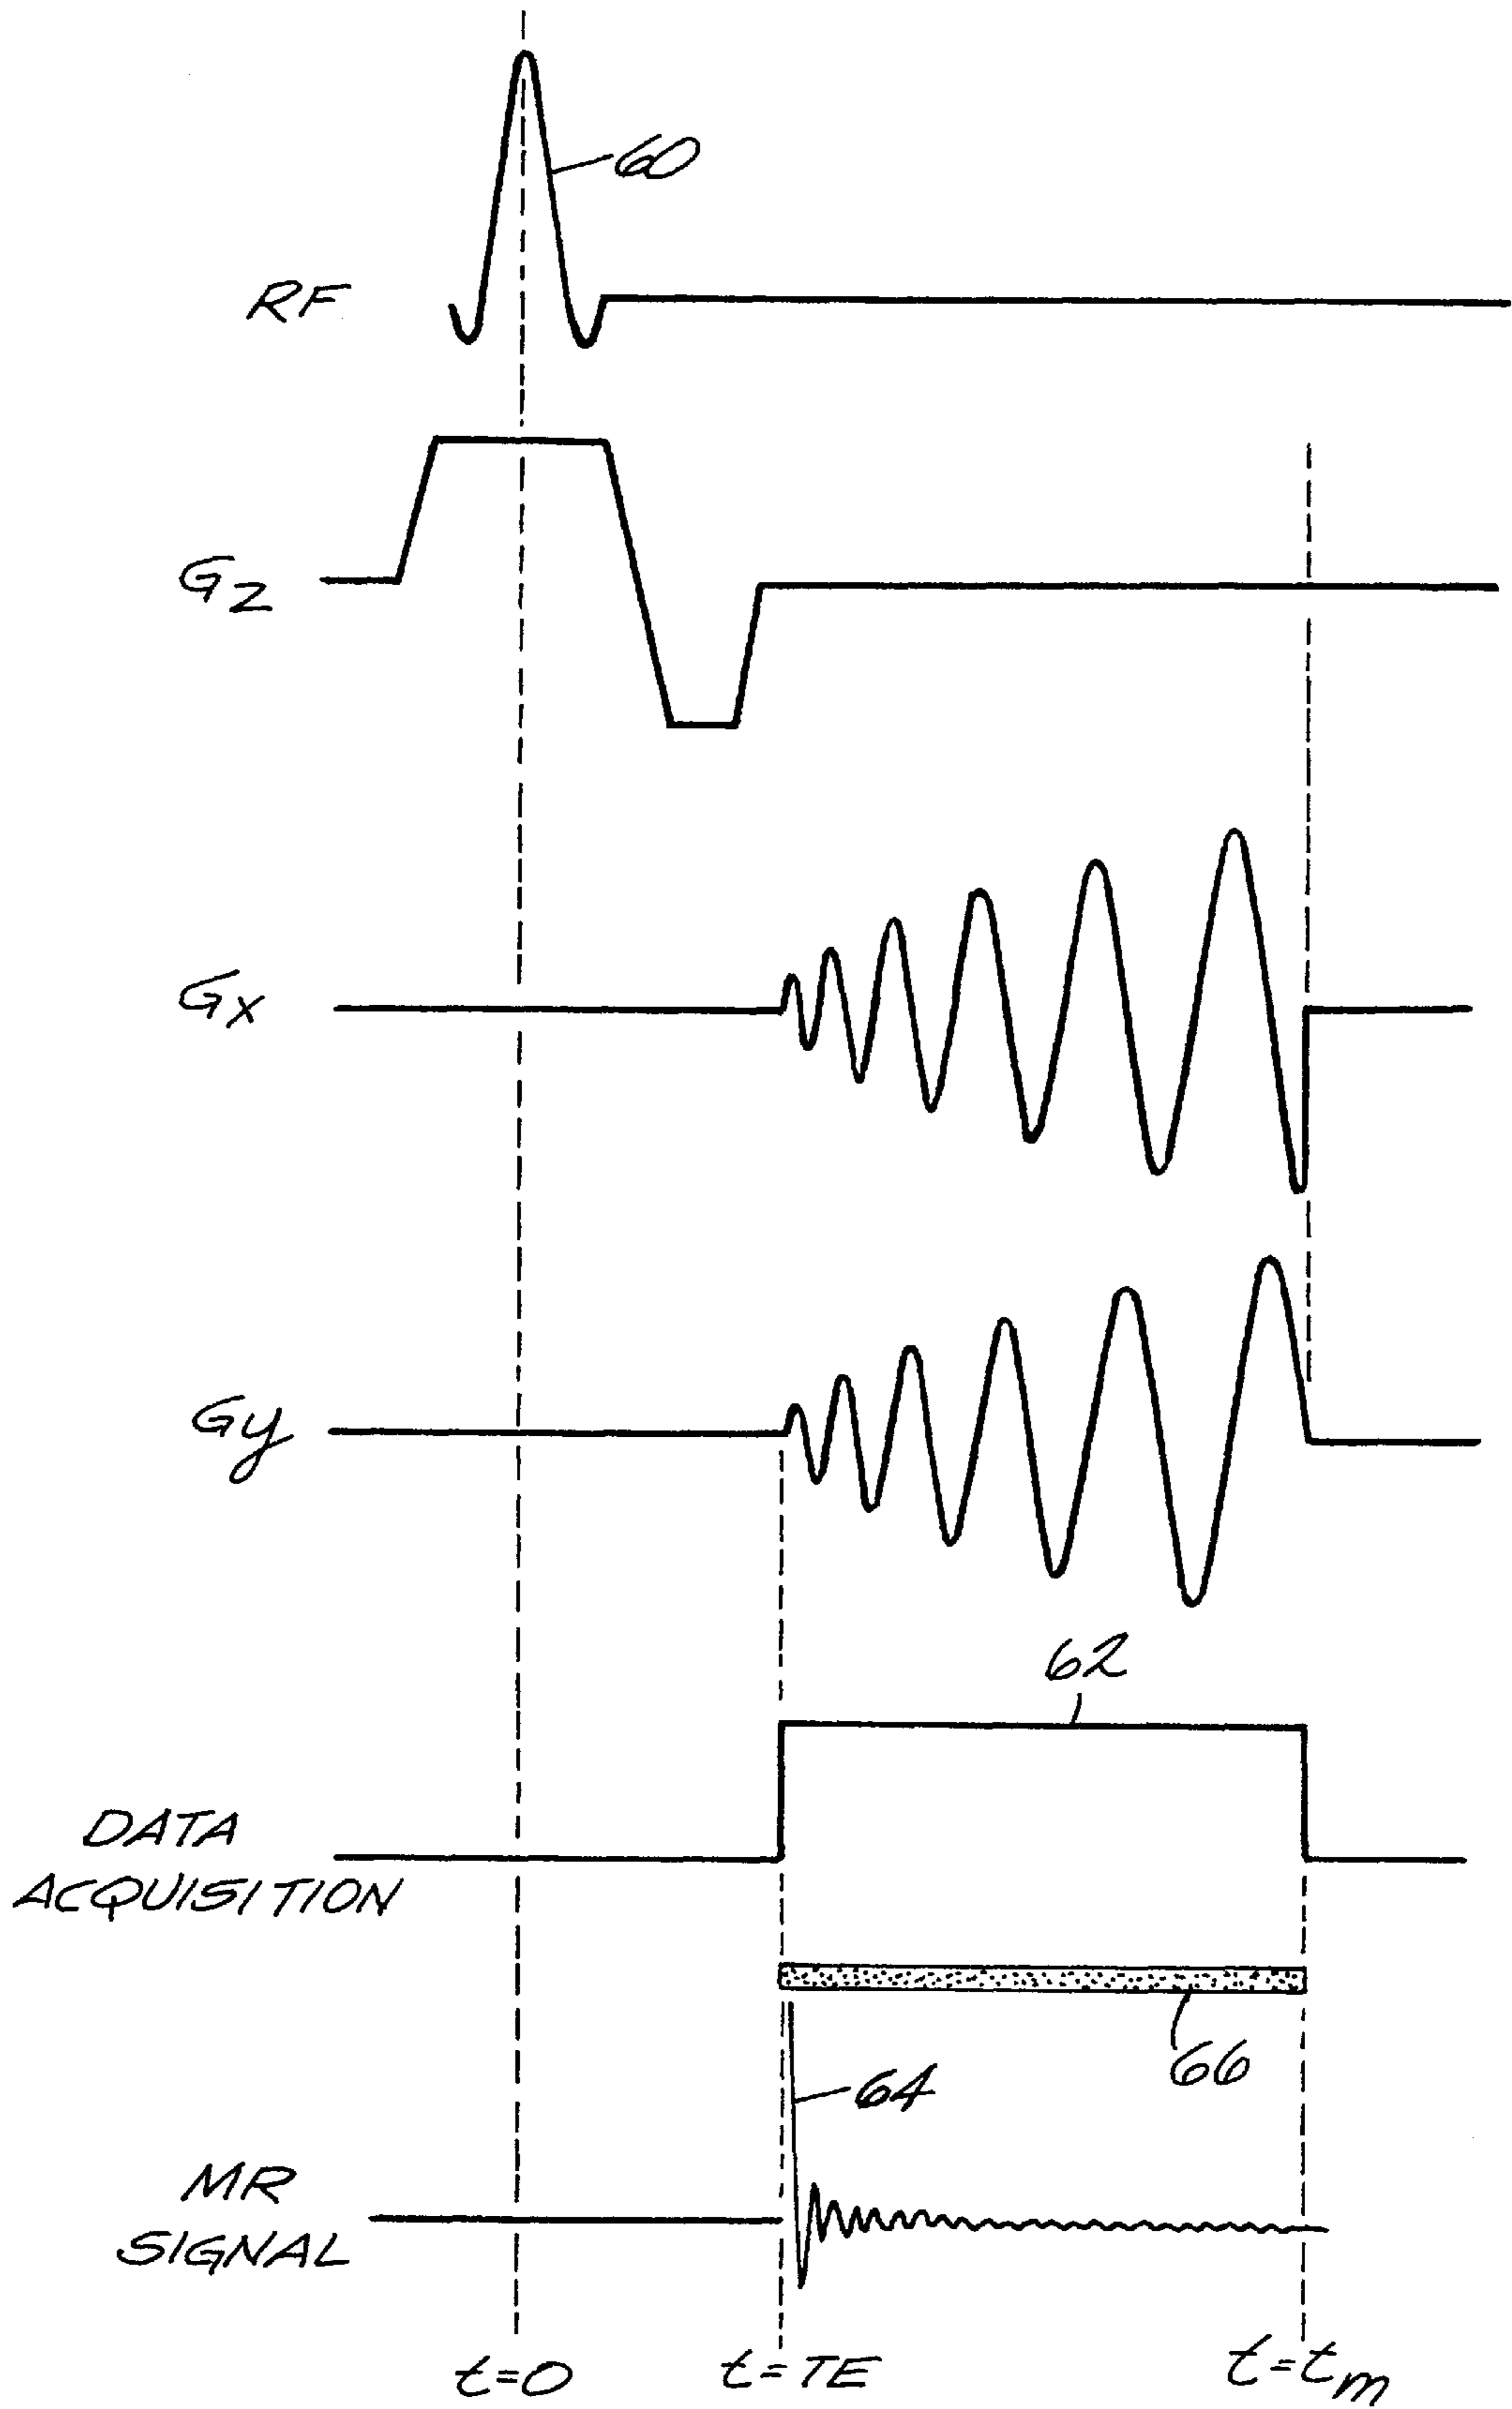 60
RF
Gz
Gx
Gy
62
DATA
ACQUISITION
66
64
MR
SIGNAL
t=0
t=TE
t=tm